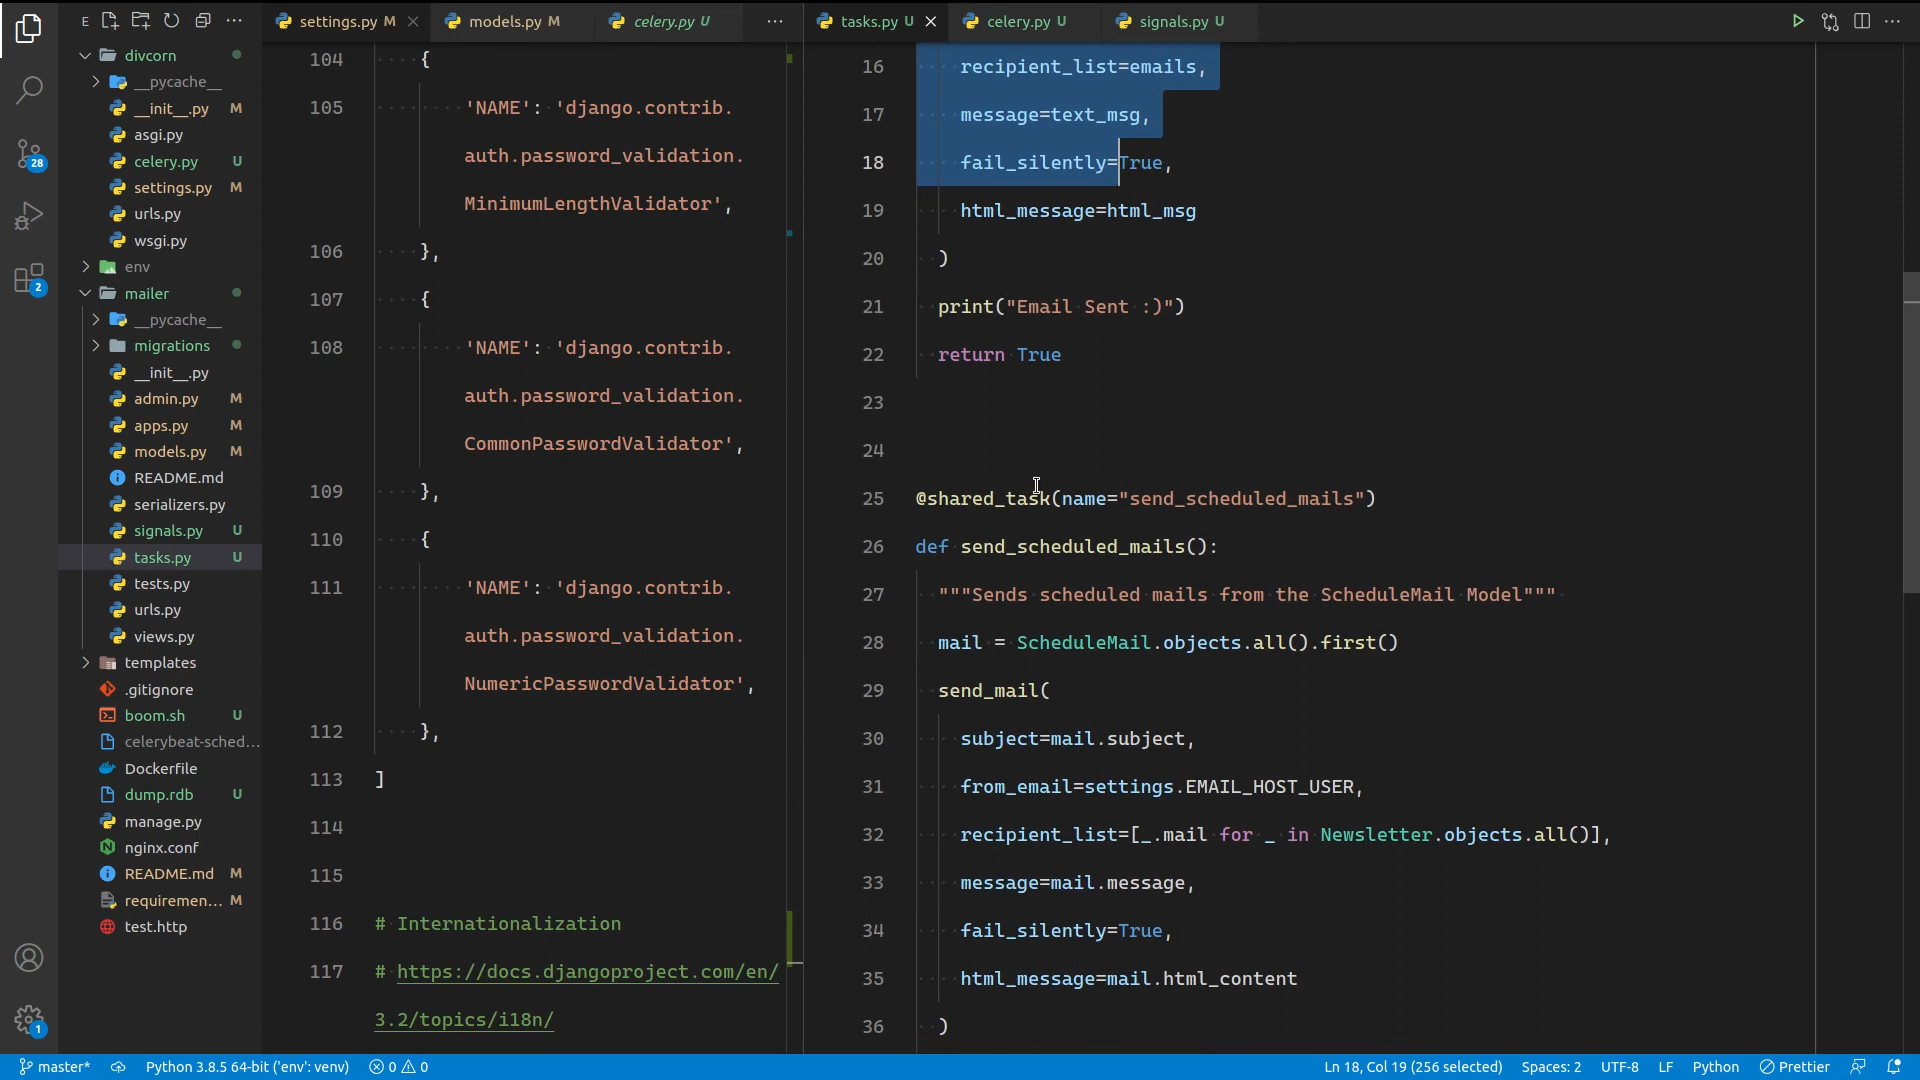 E
divcorn
__pycache__
__init__.py M
asgi.py
celery.py U
settings.py M
urls.py
wsgi.py
env
mailer
__pycache__
migrations
__init__.py
admin.py M
apps.py M
models.py M
README.md
serializers.py
signals.py U
tasks.py U
tests.py
urls.py
views.py
templates
.gitignore
boom.sh U
celerybeat-sched...
Dockerfile
dump.rdb U
manage.py
nginx.conf
README.md M
requiremen... M
test.http
28
2
1
settings.py M
models.py M
celery.py U
104 {
105 'NAME': 'django.contrib.
auth.password_validation.
MinimumLengthValidator',
106 },
107 {
108 'NAME': 'django.contrib.
auth.password_validation.
CommonPasswordValidator',
109 },
110 {
111 'NAME': 'django.contrib.
auth.password_validation.
NumericPasswordValidator',
112 },
113 ]
114
115
116 # Internationalization
117 # https://docs.djangoproject.com/en/
3.2/topics/i18n/
tasks.py U
celery.py U
signals.py U
16 recipient_list=emails,
17 message=text_msg,
18 fail_silently=True,
19 html_message=html_msg
20 )
21 print("Email Sent :)")
22 return True
23
24
25 @shared_task(name="send_scheduled_mails")
26 def send_scheduled_mails():
27 """Sends scheduled mails from the ScheduleMail Model"""
28 mail = ScheduleMail.objects.all().first()
29 send_mail(
30 subject=mail.subject,
31 from_email=settings.EMAIL_HOST_USER,
32 recipient_list=[_.mail for _ in Newsletter.objects.all()],
33 message=mail.message,
34 fail_silently=True,
35 html_message=mail.html_content
36 )
master* Python 3.8.5 64-bit ('env': venv) 0 0 Ln 18, Col 19 (256 selected) Spaces: 2 UTF-8 LF Python Prettier